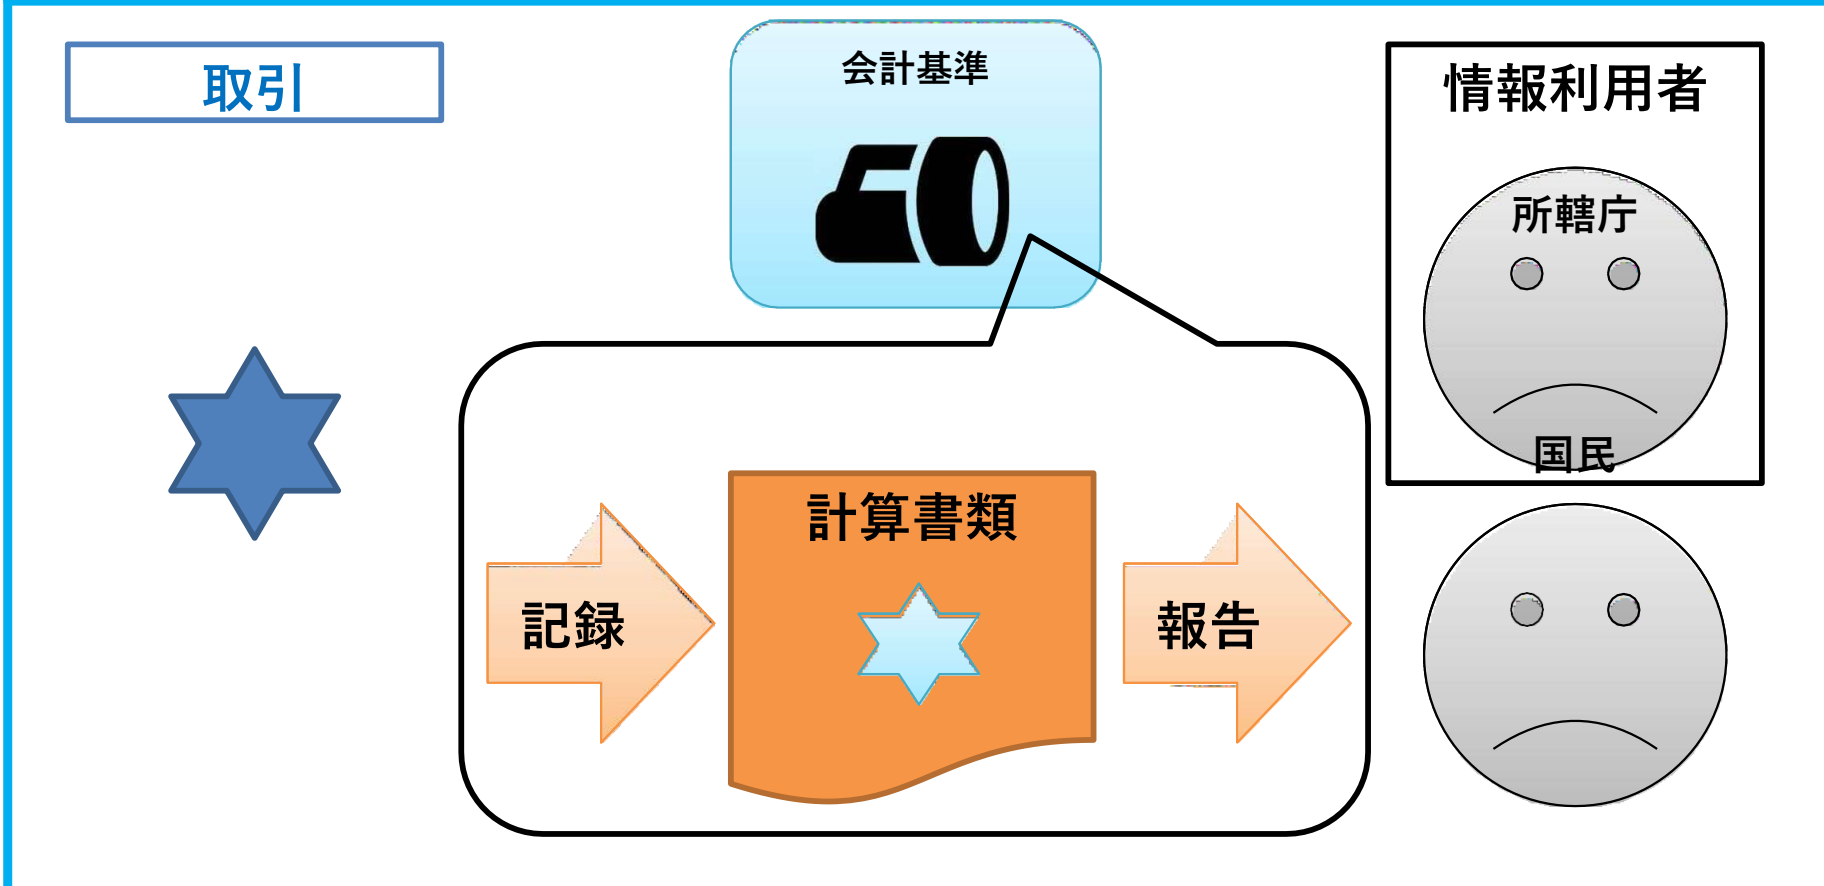 取引
会計基準
情報利用者
所轄庁
国民
計算書類
記録
報告